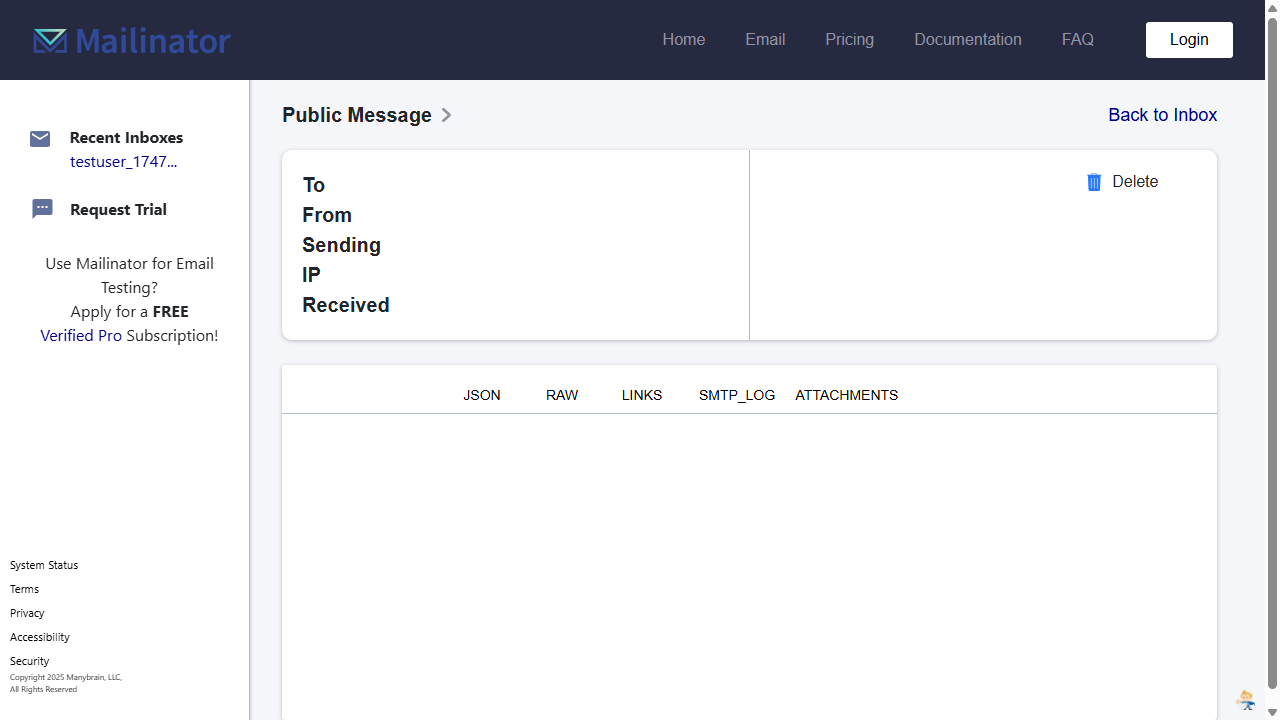 Mailinator
Home
Email
Pricing
Documentation
FAQ
Login
Recent Inboxes
testuser_1747...
Request Trial
Use Mailinator for Email
Testing?
Apply for a FREE
Verified Pro Subscription!
System Status
Terms
Privacy
Accessibility
Security
Copyright 2025 Manybrain, LLC,
All Rights Reserved
Public Message
Back to Inbox
To
From
Sending
IP
Received
Delete
JSON
RAW
LINKS
SMTP_LOG
ATTACHMENTS